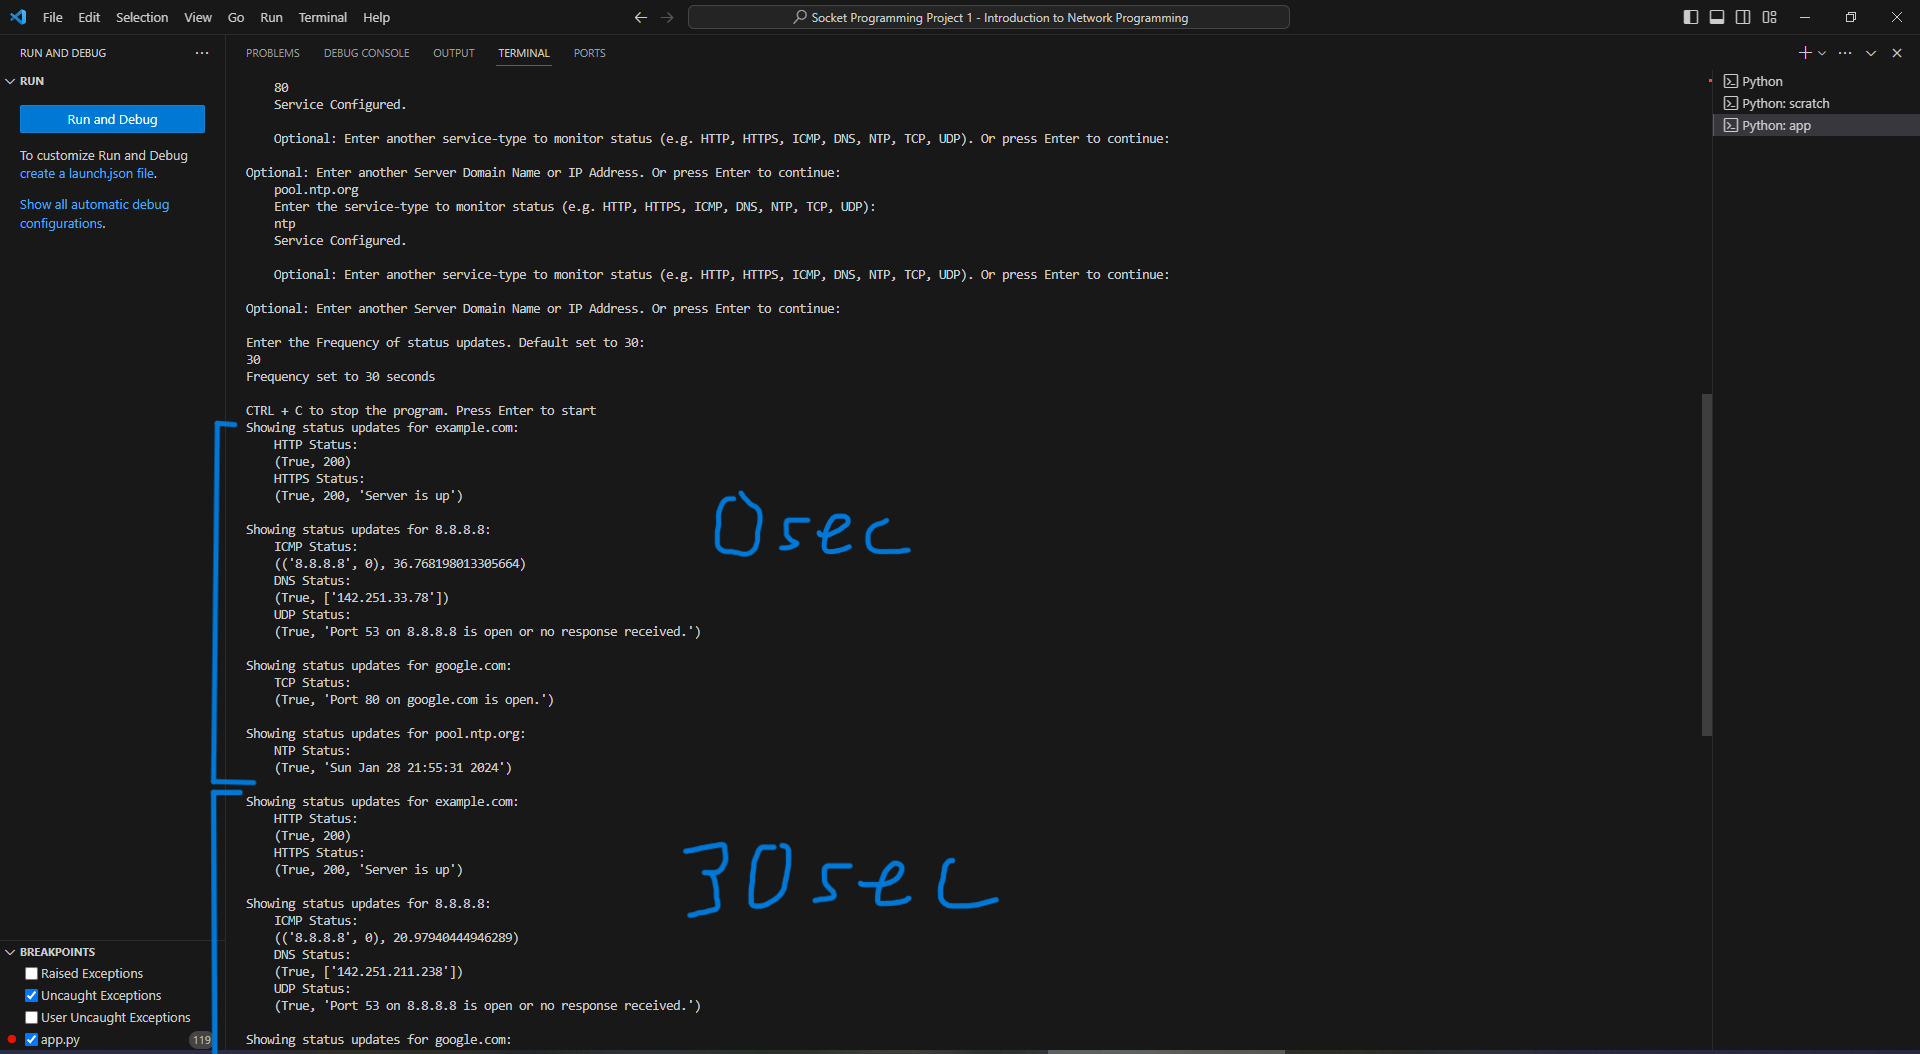 File Edit Selection View Go Run Terminal Help
Socket Programming Project 1 - Introduction to Network Programming
RUN AND DEBUG
RUN
Run and Debug
To customize Run and Debug
create a launch.json file.
Show all automatic debug
configurations.
PROBLEMS DEBUG CONSOLE OUTPUT TERMINAL PORTS
80
Service Configured.
Optional: Enter another service-type to monitor status (e.g. HTTP, HTTPS, ICMP, DNS, NTP, TCP, UDP). Or press Enter to continue:
Optional: Enter another Server Domain Name or IP Address. Or press Enter to continue:
pool.ntp.org
Enter the service-type to monitor status (e.g. HTTP, HTTPS, ICMP, DNS, NTP, TCP, UDP):
ntp
Service Configured.
Optional: Enter another service-type to monitor status (e.g. HTTP, HTTPS, ICMP, DNS, NTP, TCP, UDP). Or press Enter to continue:
Optional: Enter another Server Domain Name or IP Address. Or press Enter to continue:
Enter the Frequency of status updates. Default set to 30:
30
Frequency set to 30 seconds
CTRL + C to stop the program. Press Enter to start
Showing status updates for example.com:
HTTP Status:
(True, 200)
HTTPS Status:
(True, 200, 'Server is up')
0sec
Showing status updates for 8.8.8.8:
ICMP Status:
(('8.8.8.8', 0), 36.768198013305664)
DNS Status:
(True, ['142.251.33.78'])
UDP Status:
(True, 'Port 53 on 8.8.8.8 is open or no response received.')
Showing status updates for google.com:
TCP Status:
(True, 'Port 80 on google.com is open.')
Showing status updates for pool.ntp.org:
NTP Status:
(True, 'Sun Jan 28 21:55:31 2024')
Showing status updates for example.com:
HTTP Status:
(True, 200)
HTTPS Status:
(True, 200, 'Server is up')
30sec
Showing status updates for 8.8.8.8:
ICMP Status:
(('8.8.8.8', 0), 20.97940444946289)
DNS Status:
(True, ['142.251.211.238'])
UDP Status:
(True, 'Port 53 on 8.8.8.8 is open or no response received.')
Showing status updates for google.com:
Python
Python: scratch
Python: app
BREAKPOINTS
Raised Exceptions
Uncaught Exceptions
User Uncaught Exceptions
app.py 119